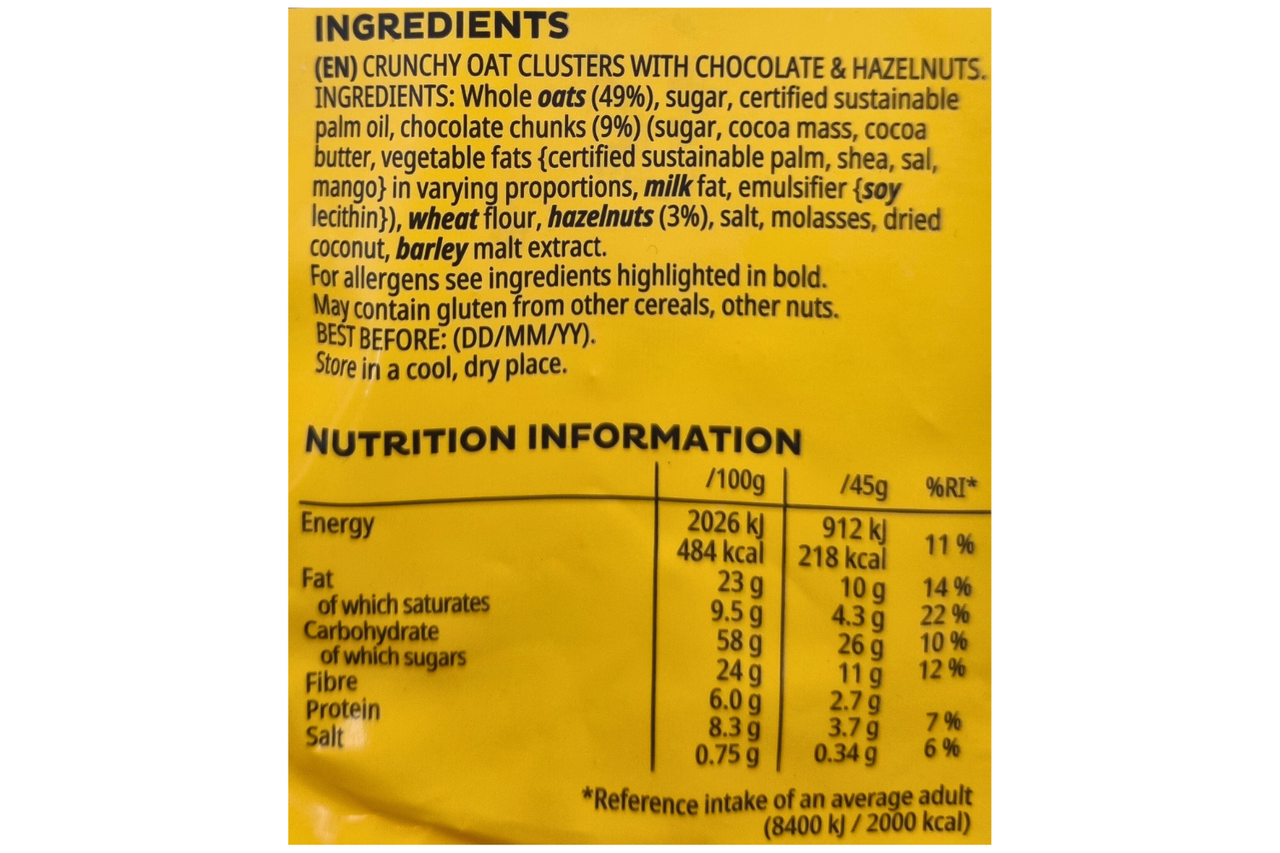 INGREDIENTS
(EN) CRUNCHY OAT CLUSTERS WITH CHOCOLATE & HAZELNUTS.
INGREDIENTS: Whole oats (49%), sugar, certified sustainable
palm oil, chocolate chunks (9%) (sugar, cocoa mass, cocoa
butter, vegetable fats {certified sustainable palm, shea, sal,
mango} in varying proportions, milk fat, emulsifier {soy
lecithin}), wheat flour, hazelnuts (3%), salt, molasses, dried
coconut, barley malt extract.
For allergens see ingredients highlighted in bold.
May contain gluten from other cereals, other nuts.
BEST BEFORE: (DD/MM/YY).
Store in a cool, dry place.
NUTRITION INFORMATION
/100g /45g %RI*
Energy 2026 kJ 912 kJ
484 kcal 218 kcal 11 %
Fat 23 g 10 g 14 %
of which saturates 9.5 g 4.3 g 22 %
Carbohydrate 58 g 26 g 10 %
of which sugars 24 g 11 g 12 %
Fibre 6.0 g 2.7 g
Protein 8.3 g 3.7 g 7 %
Salt 0.75 g 0.34 g 6 %
*Reference intake of an average adult
(8400 kJ / 2000 kcal)